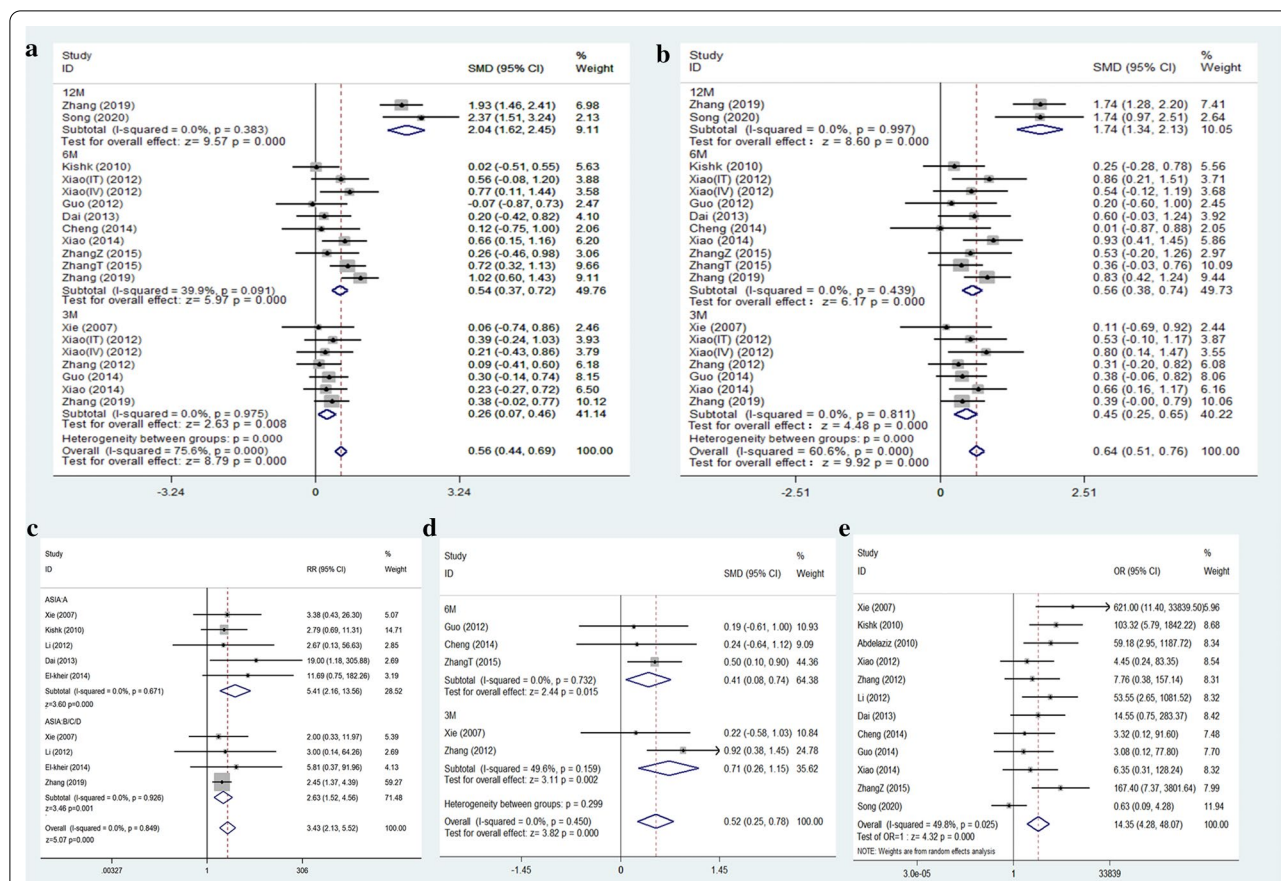 a
Study %
ID SMD (95% CI) Weight
12M
Zhang (2019) 1.93 (1.46, 2.41) 6.98
Song (2020) 2.37 (1.51, 3.24) 2.13
Subtotal (I-squared = 0.0%, p = 0.383) 2.04 (1.62, 2.45) 9.11
Test for overall effect: z= 9.57 p = 0.000
6M
Kishk (2010) 0.02 (-0.51, 0.55) 5.63
Xiao(IT) (2012) 0.56 (-0.08, 1.20) 3.88
Xiao(IV) (2012) 0.77 (0.11, 1.44) 3.58
Guo (2012) -0.07 (-0.87, 0.73) 2.47
Dai (2013) 0.20 (-0.42, 0.82) 4.10
Cheng (2014) 0.12 (-0.75, 1.00) 2.06
Xiao (2014) 0.66 (0.15, 1.16) 6.20
ZhangZ (2015) 0.26 (-0.46, 0.98) 3.06
ZhangT (2015) 0.72 (0.32, 1.13) 9.66
Zhang (2019) 1.02 (0.60, 1.43) 9.11
Subtotal (I-squared = 39.9%, p = 0.091) 0.54 (0.37, 0.72) 49.76
Test for overall effect: z = 5.97 p = 0.000
3M
Xie (2007) 0.06 (-0.74, 0.86) 2.46
Xiao(IT) (2012) 0.39 (-0.24, 1.03) 3.93
Xiao(IV) (2012) 0.21 (-0.43, 0.86) 3.79
Zhang (2012) 0.09 (-0.41, 0.60) 6.18
Guo (2014) 0.30 (-0.14, 0.74) 8.15
Xiao (2014) 0.23 (-0.27, 0.72) 6.50
Zhang (2019) 0.38 (-0.02, 0.77) 10.12
Subtotal (I-squared = 0.0%, p = 0.975) 0.26 (0.07, 0.46) 41.14
Test for overall effect: z = 2.63 p = 0.008
Heterogeneity between groups: p = 0.000
Overall (I-squared = 75.6%, p = 0.000) 0.56 (0.44, 0.69) 100.00
Test for overall effect: z = 8.79 p = 0.000
-3.24 0 3.24
b
Study %
ID SMD (95% CI) Weight
12M
Zhang (2019) 1.74 (1.28, 2.20) 7.41
Song (2020) 1.74 (0.97, 2.51) 2.64
Subtotal (I-squared = 0.0%, p = 0.997) 1.74 (1.34, 2.13) 10.05
Test for overall effect: z = 8.60 p = 0.000
6M
Kishk (2010) 0.25 (-0.28, 0.78) 5.56
Xiao(IT) (2012) 0.86 (0.21, 1.51) 3.71
Xiao(IV) (2012) 0.54 (-0.12, 1.19) 3.68
Guo (2012) 0.20 (-0.60, 1.00) 2.45
Dai (2013) 0.60 (-0.03, 1.24) 3.92
Cheng (2014) 0.01 (-0.87, 0.88) 2.05
Xiao (2014) 0.93 (0.41, 1.45) 5.86
ZhangZ (2015) 0.53 (-0.20, 1.26) 2.97
ZhangT (2015) 0.36 (-0.03, 0.76) 10.09
Zhang (2019) 0.83 (0.42, 1.24) 9.44
Subtotal (I-squared = 0.0%, p = 0.439) 0.56 (0.38, 0.74) 49.73
Test for overall effect: z= 6.17 p = 0.000
3M
Xie (2007) 0.11 (-0.69, 0.92) 2.44
Xiao(IT) (2012) 0.53 (-0.10, 1.17) 3.87
Xiao(IV) (2012) 0.80 (0.14, 1.47) 3.55
Zhang (2012) 0.31 (-0.20, 0.82) 6.08
Guo (2014) 0.38 (-0.06, 0.82) 8.06
Xiao (2014) 0.66 (0.16, 1.17) 6.16
Zhang (2019) 0.39 (-0.00, 0.79) 10.06
Subtotal (I-squared = 0.0%, p = 0.811) 0.45 (0.25, 0.65) 40.22
Test for overall effect: z = 4.48 p = 0.000
Heterogeneity between groups: p = 0.000
Overall (I-squared = 60.6%, p = 0.000) 0.64 (0.51, 0.76) 100.00
Test for overall effect: z = 9.92 p = 0.000
-2.51 0 2.51
c
Study %
ID RR (95% CI) Weight
ASIA:A
Xie (2007) 3.38 (0.43, 26.30) 5.07
Kishk (2010) 2.79 (0.69, 11.31) 14.71
Li (2012) 2.67 (0.13, 56.63) 2.85
Dai (2013) 19.00 (1.18, 305.88) 2.69
El-kheir (2014) 11.69 (0.75, 182.26) 3.19
Subtotal (I-squared = 0.0%, p = 0.671) 5.41 (2.16, 13.56) 28.52
z=3.60 p=0.000
ASIA:B/C/D
Xie (2007) 2.00 (0.33, 11.97) 5.39
Li (2012) 3.00 (0.14, 64.26) 2.69
El-kheir (2014) 5.81 (0.37, 91.96) 4.13
Zhang (2019) 2.45 (1.37, 4.39) 59.27
Subtotal (I-squared = 0.0%, p = 0.926) 2.63 (1.52, 4.56) 71.48
z=3.46 p=0.001
Overall (I-squared = 0.0%, p = 0.849) 3.43 (2.13, 5.52) 100.00
z=5.07 p=0.000
.00327 1 306
d
Study %
ID SMD (95% CI) Weight
6M
Guo (2012) 0.19 (-0.61, 1.00) 10.93
Cheng (2014) 0.24 (-0.64, 1.12) 9.09
ZhangT (2015) 0.50 (0.10, 0.90) 44.36
Subtotal (I-squared = 0.0%, p = 0.732) 0.41 (0.08, 0.74) 64.38
Test for overall effect: z= 2.44 p = 0.015
3M
Xie (2007) 0.22 (-0.58, 1.03) 10.84
Zhang (2012) 0.92 (0.38, 1.45) 24.78
Subtotal (I-squared = 49.6%, p = 0.159) 0.71 (0.26, 1.15) 35.62
Test for overall effect: z= 3.11 p = 0.002
Heterogeneity between groups: p = 0.299
Overall (I-squared = 0.0%, p = 0.450) 0.52 (0.25, 0.78) 100.00
Test for overall effect: z= 3.82 p = 0.000
-1.45 0 1.45
e
Study %
ID OR (95% CI) Weight
Xie (2007) 621.00 (11.40, 33839.50) 5.96
Kishk (2010) 103.32 (5.79, 1842.22) 8.68
Abdelaziz (2010) 59.18 (2.95, 1187.72) 8.34
Xiao (2012) 4.45 (0.24, 83.35) 8.54
Zhang (2012) 7.76 (0.38, 157.14) 8.31
Li (2012) 53.55 (2.65, 1081.52) 8.32
Dai (2013) 14.55 (0.75, 283.37) 8.42
Cheng (2014) 3.32 (0.12, 91.60) 7.48
Guo (2014) 3.08 (0.12, 77.80) 7.70
Xiao (2014) 6.35 (0.31, 128.24) 8.32
ZhangZ (2015) 167.40 (7.37, 3801.64) 7.99
Song (2020) 0.63 (0.09, 4.28) 11.94
Overall (I-squared = 49.8%, p = 0.025) 14.35 (4.28, 48.07) 100.00
Test of OR=1 : z= 4.32 p = 0.000
NOTE: Weights are from random effects analysis
3.0e-05 1 33839